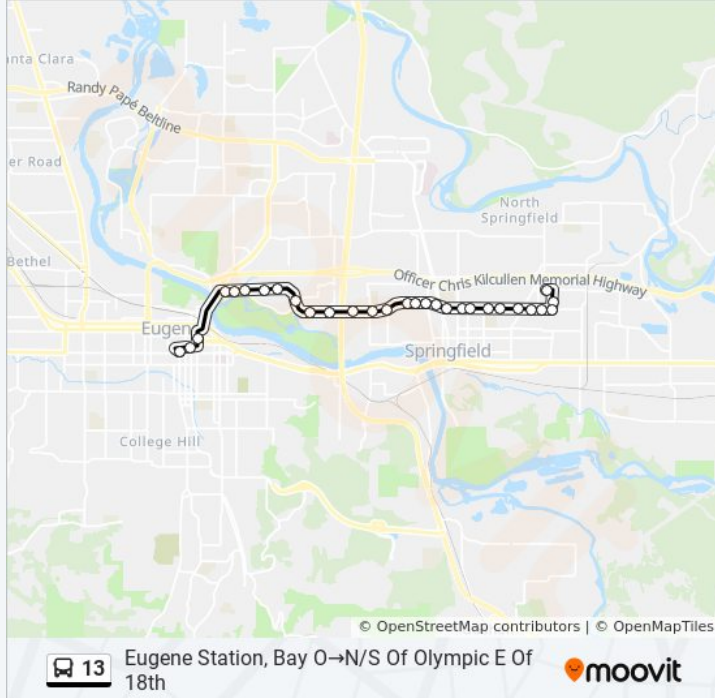 anta Clara
Randy Papé Beltline
er Road
North
Springfield
Bethel
Officer Chris Kilcullen Memorial Highway
Eugen
Springfield
College Hill
© OpenStreetMap contributors | © OpenMapTiles
13
Eugene Station, Bay O→N/S Of Olympic E Of
18th
moovit